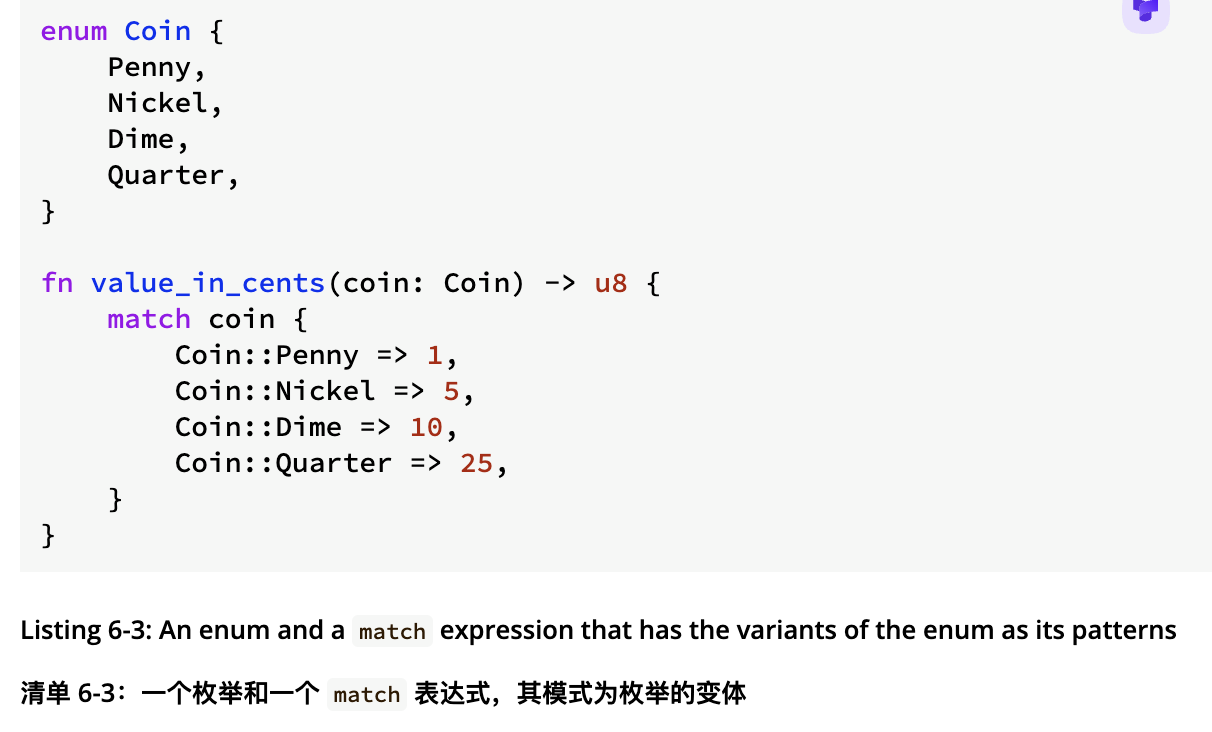 enum Coin {
    Penny,
    Nickel,
    Dime,
    Quarter,
}

fn value_in_cents(coin: Coin) -> u8 {
    match coin {
        Coin::Penny => 1,
        Coin::Nickel => 5,
        Coin::Dime => 10,
        Coin::Quarter => 25,
    }
}

Listing 6-3: An enum and a match expression that has the variants of the enum as its patterns
清单 6-3：一个枚举和一个 match 表达式，其模式为枚举的变体